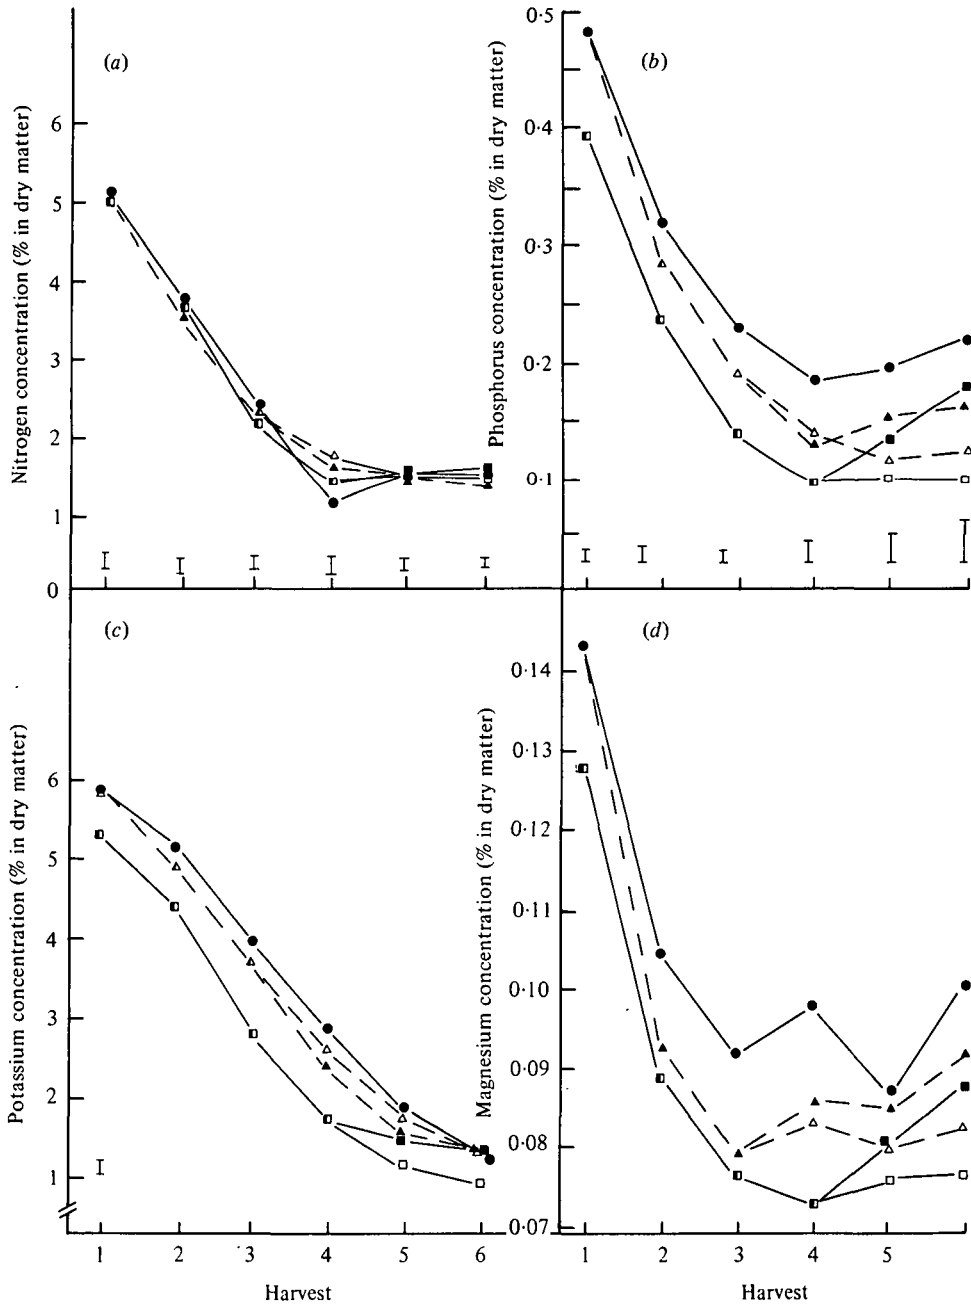 (a)
Nitrogen concentration (% in dry matter)
6
5
4
3
2
1
0
(b)
Phosphorus concentration (% in dry matter)
0·5
0·4
0·3
0·2
0·1
(c)
Potassium concentration (% in dry matter)
6
5
4
3
2
1
1 2 3 4 5 6
Harvest
(d)
Magnesium concentration (% in dry matter)
0·14
0·13
0·12
0·11
0·10
0·09
0·08
0·07
1 2 3 4 5
Harvest